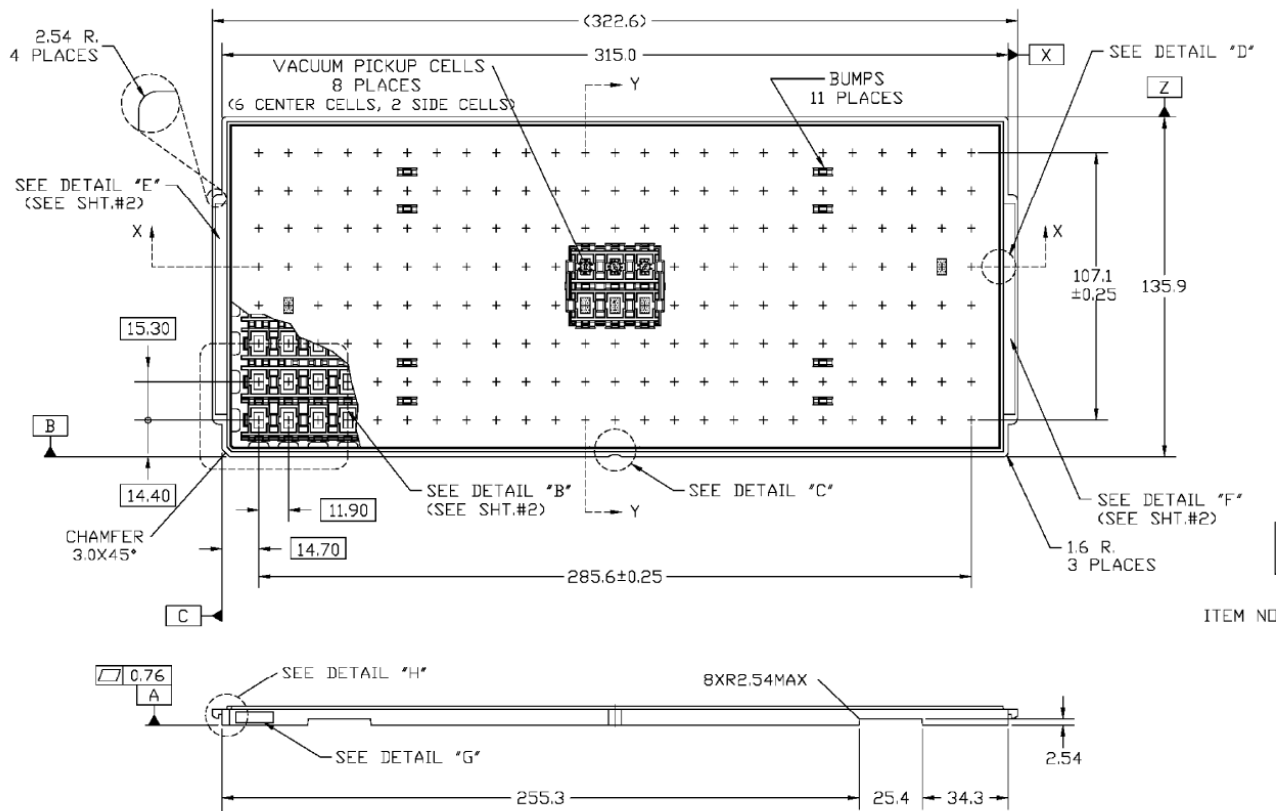 (322.6)
2.54 R.
4 PLACES
315.0
X
SEE DETAIL "D"
VACUUM PICKUP CELLS
8 PLACES
(6 CENTER CELLS, 2 SIDE CELLS)
Y
BUMPS
11 PLACES
Z
SEE DETAIL "E"
(SEE SHT.#2)
X
X
107.1
±0.25
135.9
15.30
B
14.40
SEE DETAIL "B"
(SEE SHT.#2)
SEE DETAIL "C"
SEE DETAIL "F"
(SEE SHT.#2)
11.90
Y
CHAMFER
3.0X45°
14.70
1.6 R.
3 PLACES
285.6±0.25
C
ITEM NO
0.76
A
SEE DETAIL "H"
8XR2.54MAX
SEE DETAIL "G"
2.54
255.3
25.4
34.3